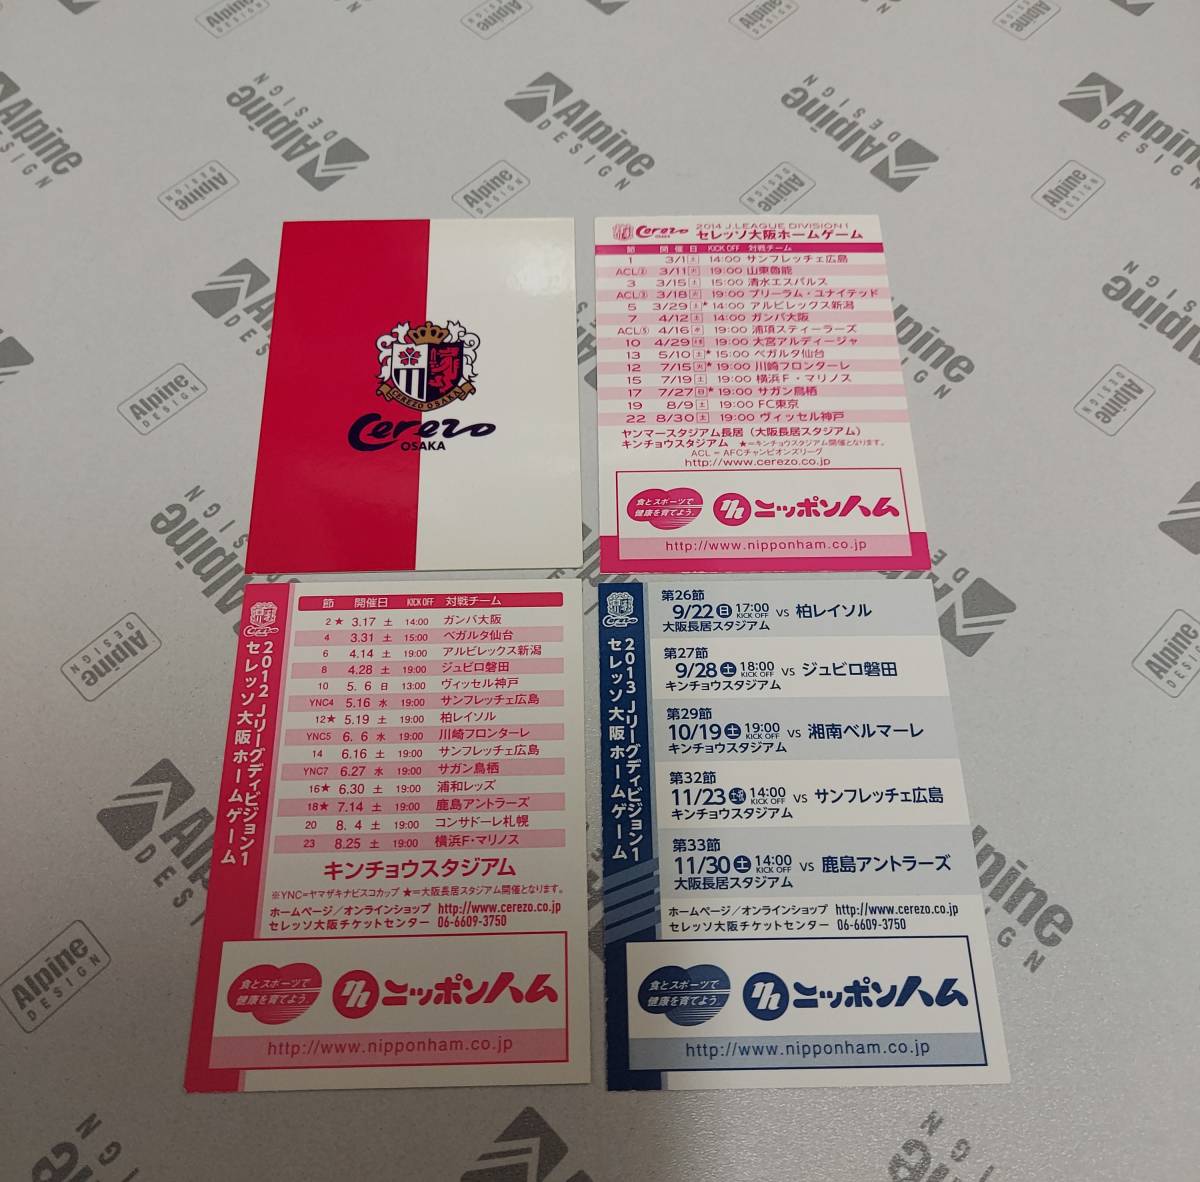 CEREZO OSAKA
Cerezo
OSAKA
Cerezo
OSAKA
2014 J.LEAGUE DIVISION 1
セレッソ大阪ホームゲーム
節 開催日 KICK OFF 対戦チーム
1 3/1 土 14:00 サンフレッチェ広島
ACL② 3/11 火 19:00 山東魯能
3 3/15 土 15:00 清水エスパルス
ACL③ 3/18 火 19:00 ブリーラム・ユナイテッド
5 3/29 土 ★ 14:00 アルビレックス新潟
7 4/12 土 14:00 ガンバ大阪
ACL⑤ 4/16 水 19:00 浦項スティーラーズ
10 4/29 19:00 大宮アルディージャ
13 5/10 土 ★ 15:00 ベガルタ仙台
12 7/15 火 ★ 19:00 川崎フロンターレ
15 7/19 土 19:00 横浜F・マリノス
17 7/27 日 ★ 19:00 サガン鳥栖
19 8/9 土 19:00 FC東京
22 8/30 土 19:00 ヴィッセル神戸
ヤンマースタジアム長居（大阪長居スタジアム）
キンチョウスタジアム ★=キンチョウスタジアム開催となります。
ACL = AFCチャンピオンズリーグ
http://www.cerezo.co.jp
食とスポーツで
健康を育てよう。
ニッポンハム
http://www.nipponham.co.jp
Cerezo
2012 Jリーグディビジョン1
セレッソ大阪ホームゲーム
節 開催日 KICK OFF 対戦チーム
2★ 3.17 土 14:00 ガンバ大阪
4 3.31 土 15:00 ベガルタ仙台
6 4.14 土 19:00 アルビレックス新潟
8 4.28 土 19:00 ジュビロ磐田
10 5. 6 日 13:00 ヴィッセル神戸
YNC4 5.16 水 19:00 サンフレッチェ広島
12★ 5.19 土 19:00 柏レイソル
YNC5 6. 6 水 19:00 川崎フロンターレ
14 6.16 土 19:00 サンフレッチェ広島
YNC7 6.27 水 19:00 サガン鳥栖
16★ 6.30 土 19:00 浦和レッズ
18★ 7.14 土 19:00 鹿島アントラーズ
20 8. 4 土 19:00 コンサドーレ札幌
23 8.25 土 19:00 横浜F・マリノス
キンチョウスタジアム
※YNC=ヤマザキナビスコカップ ★=大阪長居スタジアム開催となります。
ホームページ／オンラインショップ http://www.cerezo.co.jp
セレッソ大阪チケットセンター 06-6609-3750
食とスポーツで
健康を育てよう。
ニッポンハム
http://www.nipponham.co.jp
Cerezo
2013 Jリーグディビジョン1
セレッソ大阪ホームゲーム
第26節
9/22 日 17:00 KICK OFF vs 柏レイソル
大阪長居スタジアム
第27節
9/28 土 18:00 KICK OFF vs ジュビロ磐田
キンチョウスタジアム
第29節
10/19 土 19:00 KICK OFF vs 湘南ベルマーレ
キンチョウスタジアム
第32節
11/23 土・祝 14:00 KICK OFF vs サンフレッチェ広島
キンチョウスタジアム
第33節
11/30 土 14:00 KICK OFF vs 鹿島アントラーズ
大阪長居スタジアム
ホームページ／オンラインショップ http://www.cerezo.co.jp
セレッソ大阪チケットセンター 06-6609-3750
食とスポーツで
健康を育てよう。
ニッポンハム
http://www.nipponham.co.jp
Alpine
DESIGN
Alpine
DESIGN
Alpine
DESIGN
Alpine
DESIGN
Alpine
DESIGN
Alpine
DESIGN